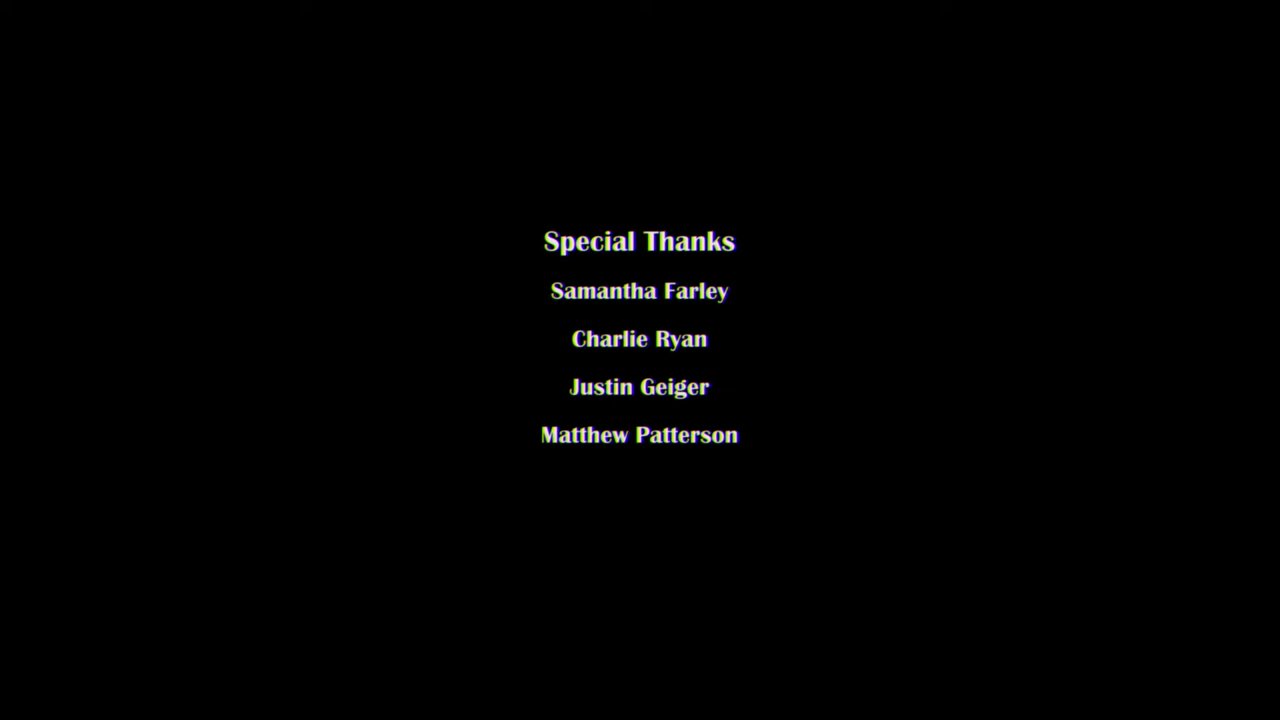 Special Thanks
Samantha Farley
Charlie Ryan
Justin Geiger
Matthew Patterson